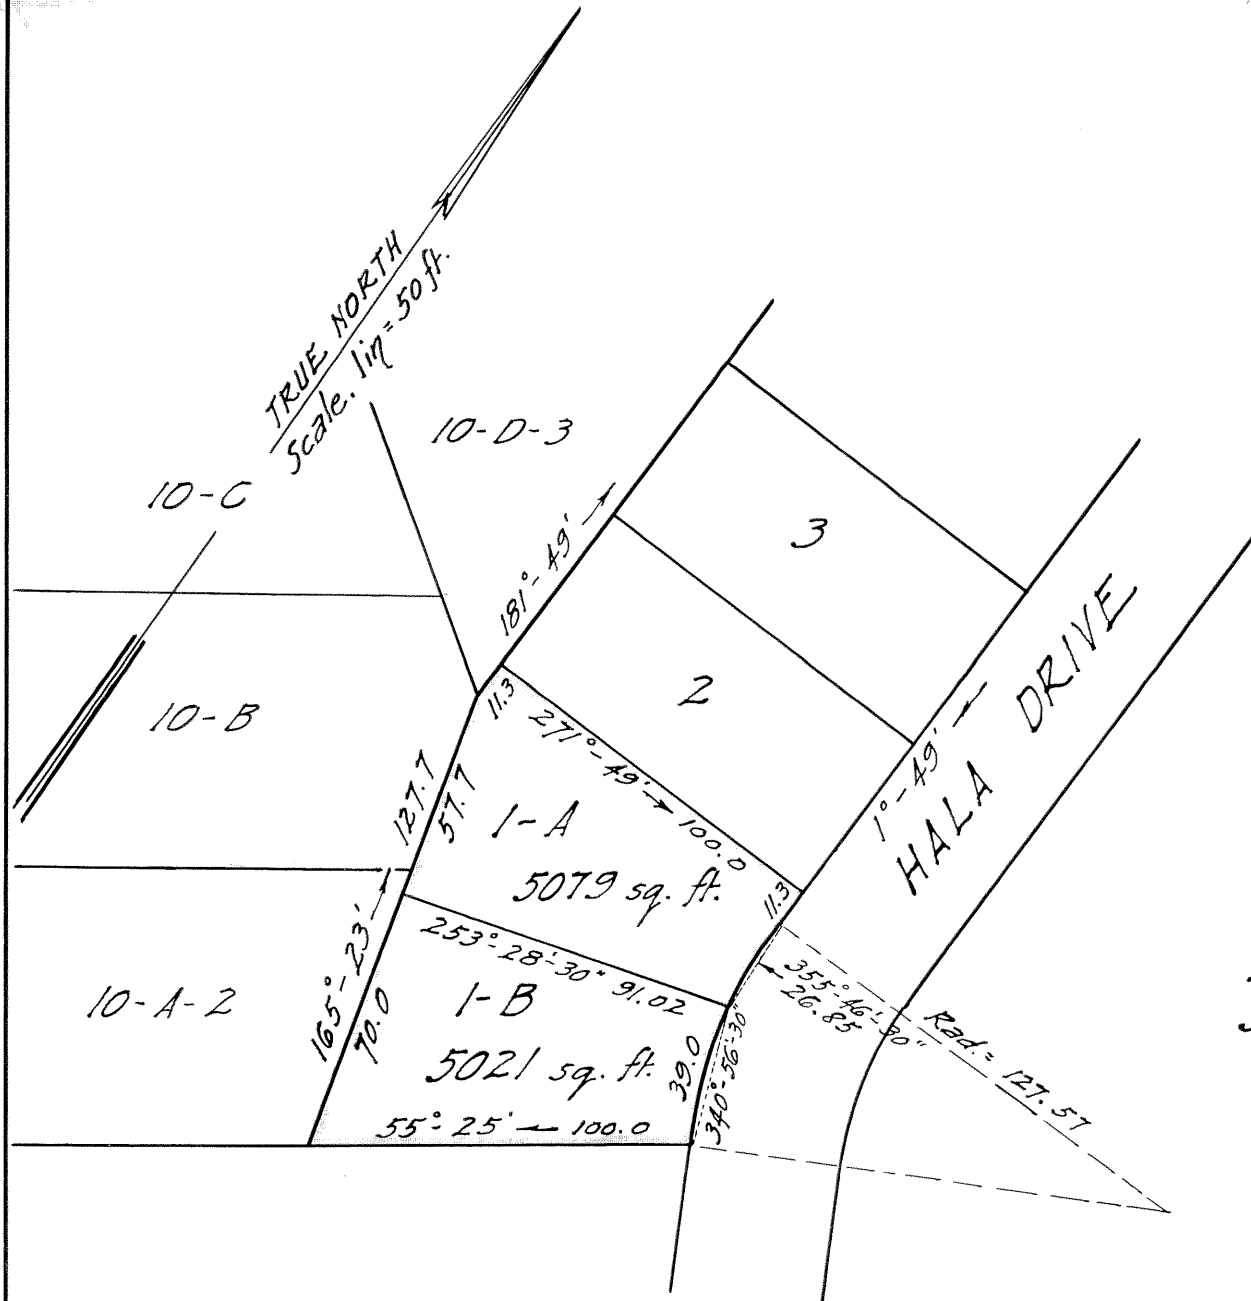 TRUE NORTH
Scale. 1in = 50 ft.
10-D-3
10-C
3
181°-49'
2
HALA DRIVE
1°-49'
10-B
11.3
271°-49' 100.0
127.7
57.7
1-A
5079 sq. ft.
11.3
253°-28'-30" 91.02
165°-23'
70.0
10-A-2
1-B
5021 sq. ft.
55°-25' 100.0
39.0
340°-56'-30"
355°-46'-30"
26.85
Rad. = 127.57